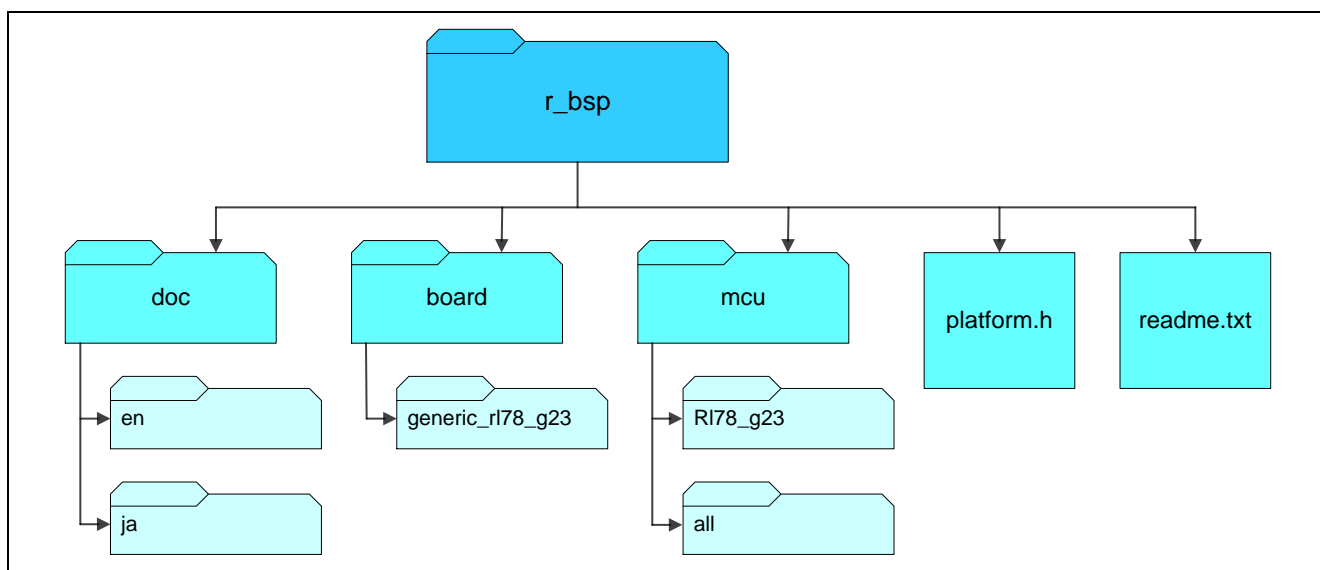 r_bsp
doc
board
mcu
platform.h
readme.txt
en
generic_rl78_g23
Rl78_g23
ja
all